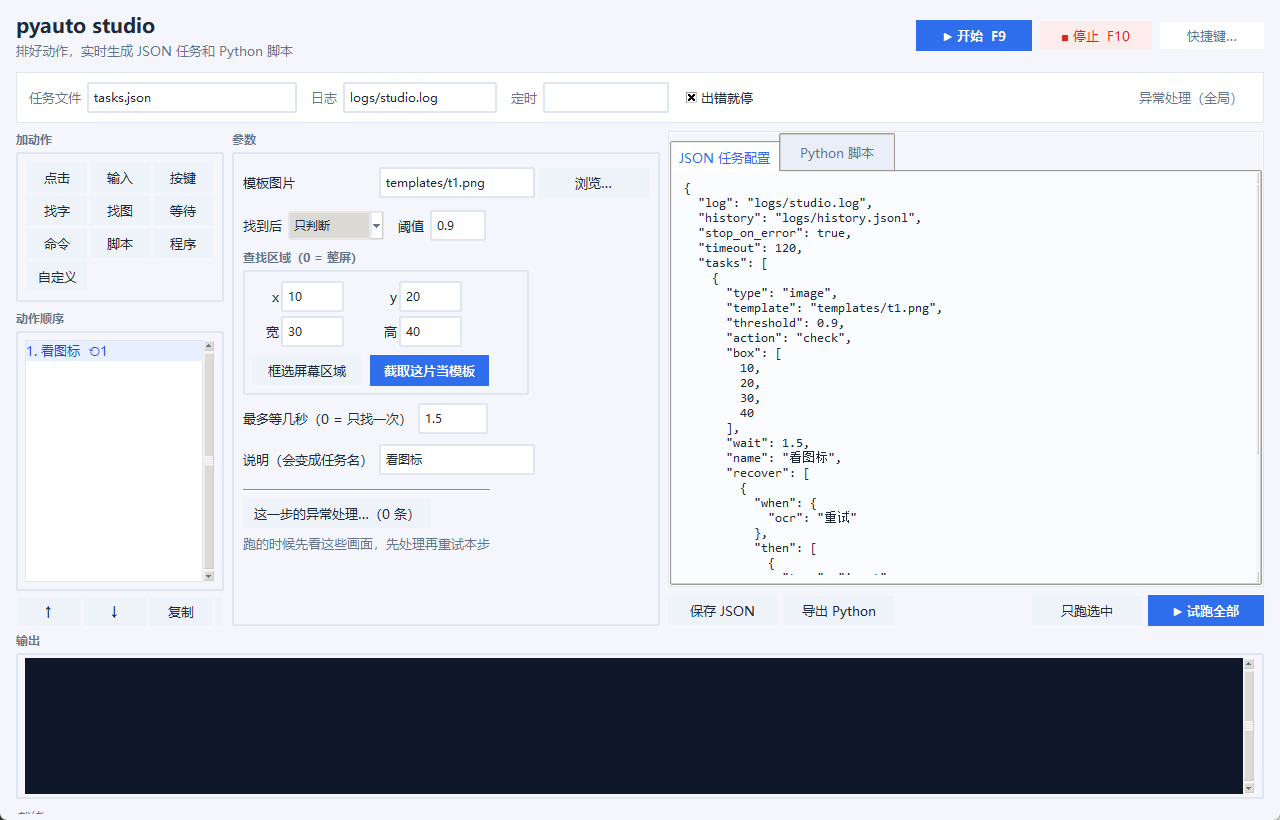 pyauto studio
排好动作，实时生成 JSON 任务和 Python 脚本
▶ 开始 F9
■ 停止 F10
快捷键...
任务文件 tasks.json 日志 logs/studio.log 定时 出错就停 异常处理（全局）
加动作
点击 输入 按键
找字 找图 等待
命令 脚本 程序
自定义
动作顺序
1. 看图标 ⟲1
↑ ↓ 复制
参数
模板图片 templates/t1.png 浏览...
找到后 只判断 阈值 0.9
查找区域（0 = 整屏）
x 10 y 20
宽 30 高 40
框选屏幕区域 截取这片当模板
最多等几秒（0 = 只找一次） 1.5
说明（会变成任务名） 看图标
这一步的异常处理...（0 条）
跑的时候先看这些画面，先处理再重试本步
JSON 任务配置 Python 脚本
{
"log": "logs/studio.log",
"history": "logs/history.jsonl",
"stop_on_error": true,
"timeout": 120,
"tasks": [
{
"type": "image",
"template": "templates/t1.png",
"threshold": 0.9,
"action": "check",
"box": [
10,
20,
30,
40
],
"wait": 1.5,
"name": "看图标",
"recover": [
{
"when": {
"ocr": "重试"
},
"then": [
{
保存 JSON 导出 Python 只跑选中 ▶ 试跑全部
输出